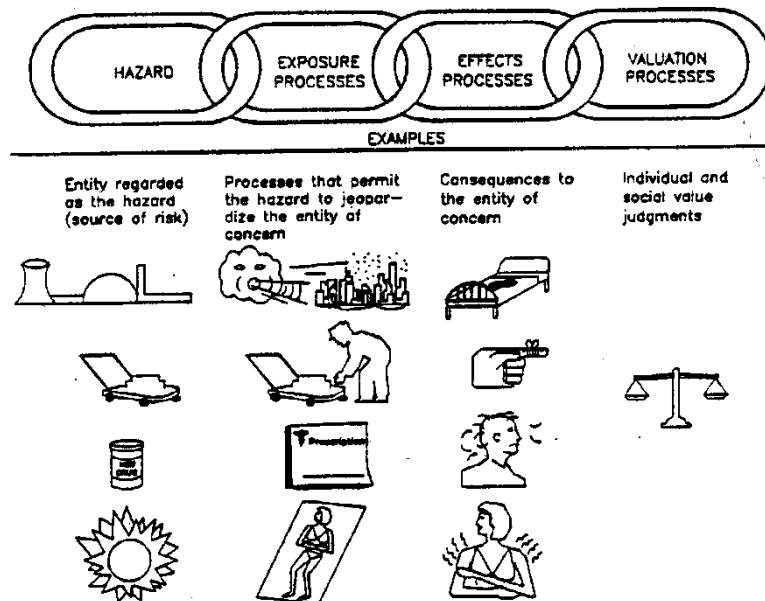 HAZARD
EXPOSURE
PROCESSES
EFFECTS
PROCESSES
VALUATION
PROCESSES
EXAMPLES
Entity regarded
as the hazard
(source of risk)
Processes that permit
the hazard to jeopar-
dize the entity of
concern
Consequences to
the entity of
concern
Individual and
social value
judgments
DRUG
Prescription